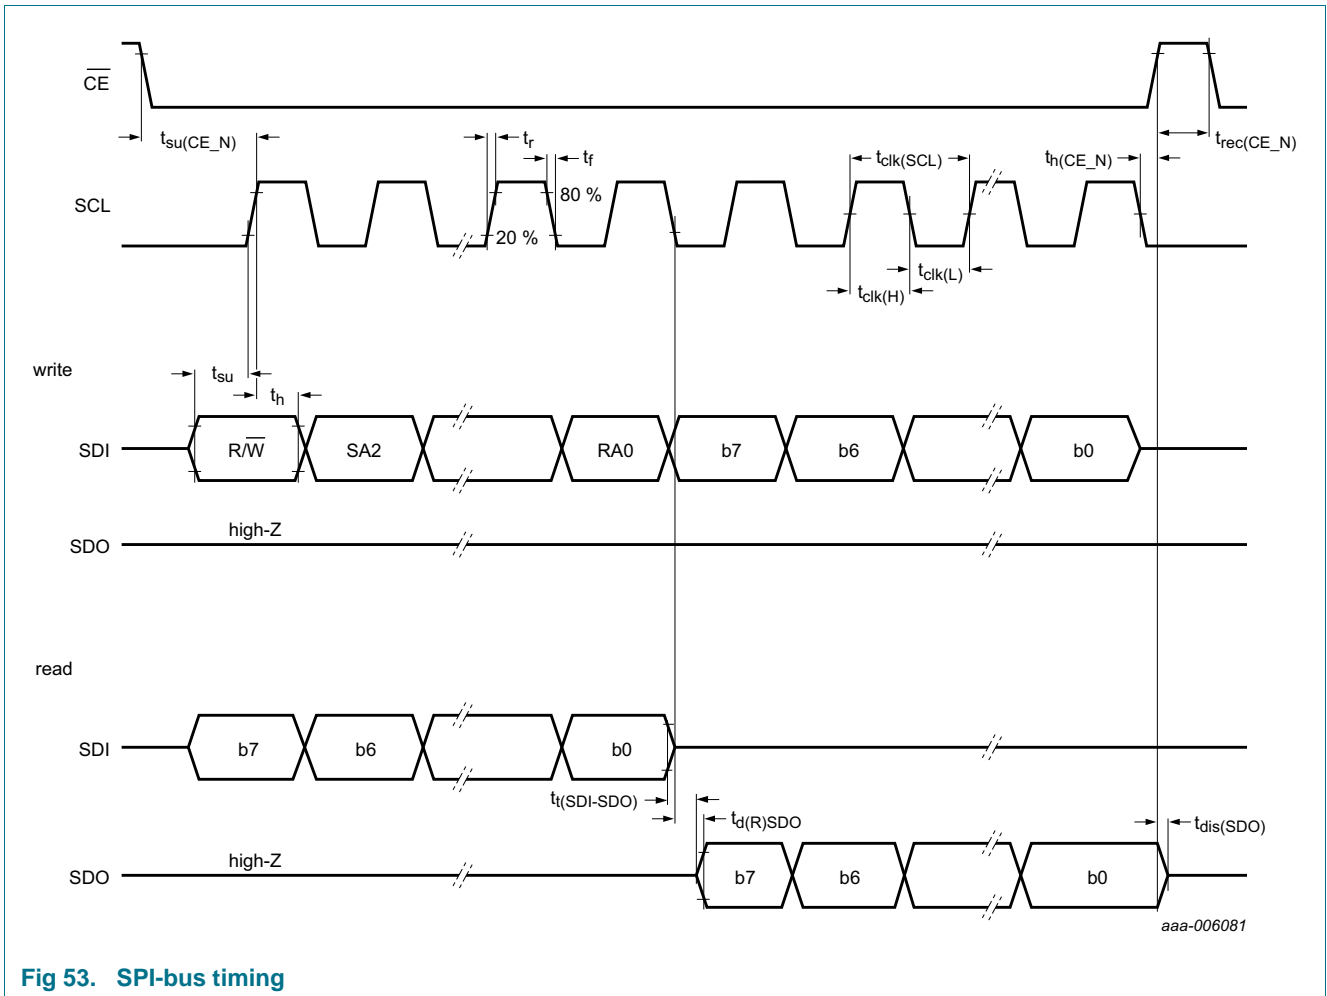 CE
tsu(CE_N)
tr
tf
tclk(SCL)
th(CE_N)
trec(CE_N)
SCL
80 %
20 %
tclk(L)
tclk(H)
write
tsu
th
SDI
R/W
SA2
RA0
b7
b6
b0
high-Z
SDO
read
SDI
b7
b6
b0
tt(SDI-SDO)
td(R)SDO
tdis(SDO)
high-Z
SDO
b7
b6
b0
aaa-006081
Fig 53. SPI-bus timing